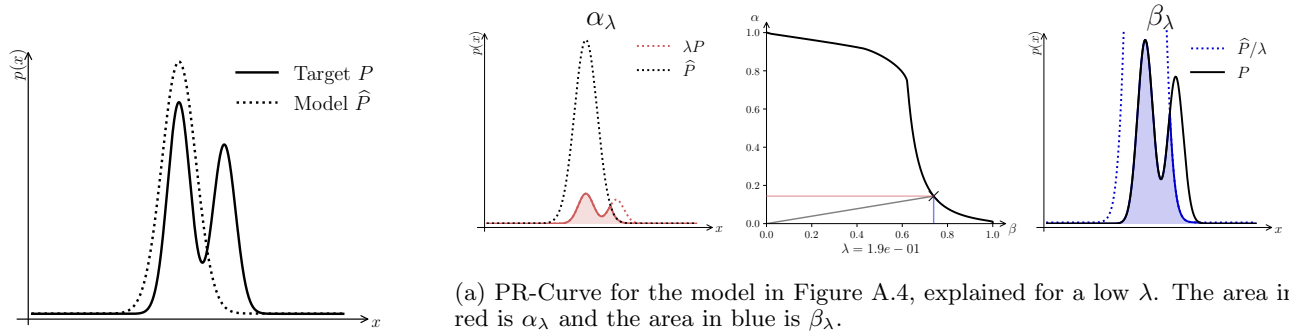 p(x)
Target P
Model P̂
x
α_λ
p(x)
λP
P̂
x
α
1.0
0.8
0.6
0.4
0.2
0.0
0.0 0.2 0.4 0.6 0.8 1.0
β
λ = 1.9e − 01
β_λ
p(x)
P̂/λ
P
x
(a) PR-Curve for the model in Figure A.4, explained for a low λ. The area in
red is α_λ and the area in blue is β_λ.